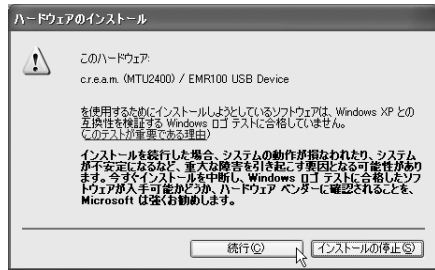 ハードウェアのインストール
このハードウェア:
c.r.e.a.m. (MTU2400) / EMR100 USB Device
を使用するためにインストールしようとしているソフトウェアは、Windows XP との
互換性を検証する Windows ロゴ テストに合格していません。
(このテストが重要である理由)
インストールを続行した場合、システムの動作が損なわれたり、システム
が不安定になるなど、重大な障害を引き起こす要因となる可能性があり
ます。今すぐインストールを中断し、Windows ロゴ テストに合格したソフ
トウェアが入手可能かどうか、ハードウェア ベンダーに確認されることを、
Microsoft は強くお勧めします。
続行(C)
インストールの停止(S)